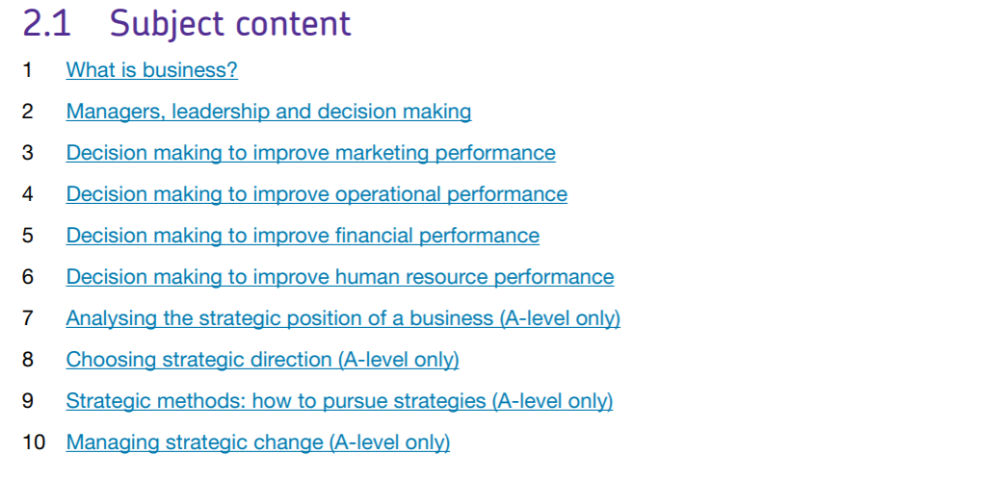 2.1 Subject content
1 What is business?
2 Managers, leadership and decision making
3 Decision making to improve marketing performance
4 Decision making to improve operational performance
5 Decision making to improve financial performance
6 Decision making to improve human resource performance
7 Analysing the strategic position of a business (A-level only)
8 Choosing strategic direction (A-level only)
9 Strategic methods: how to pursue strategies (A-level only)
10 Managing strategic change (A-level only)